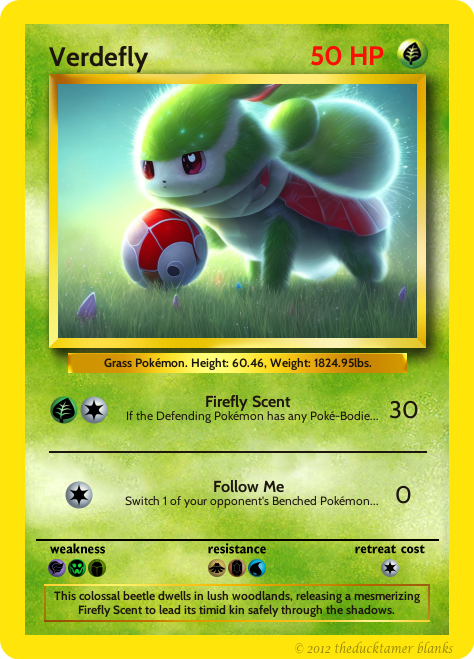 Verdefly
50 HP
Grass Pokémon. Height: 60.46, Weight: 1824.95lbs.
Firefly Scent
If the Defending Pokémon has any Poké-Bodie...
30
Follow Me
Switch 1 of your opponent's Benched Pokémon...
0
weakness
resistance
retreat cost
This colossal beetle dwells in lush woodlands, releasing a mesmerizing
Firefly Scent to lead its timid kin safely through the shadows.
© 2012 theducktamer blanks